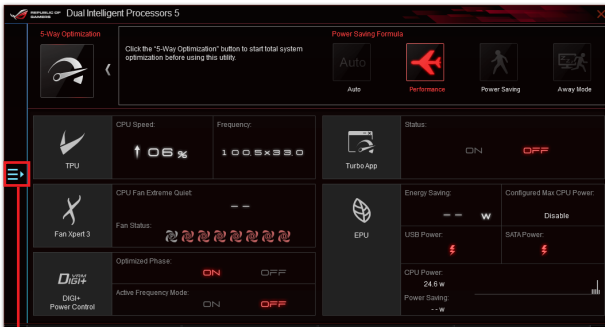 REPUBLIC OF
GAMERS
Dual Intelligent Processors 5
5-Way Optimization
Click the "5-Way Optimization" button to start total system
optimization before using this utility.
Power Saving Formula
Auto
Auto
Performance
Power Saving
Away Mode
TPU
CPU Speed:
06 %
Frequency:
100.5x33.0
Turbo App
Status:
ON
OFF
Fan Xpert 3
CPU Fan Extreme Quiet:
--
Fan Status:
EPU
Energy Saving:
-- w
Configured Max CPU Power:
Disable
USB Power:
SATA Power:
CPU Power:
24.6 w
Power Saving:
-- w
VRM
DIGI+
DIGI+
Power Control
Optimized Phase:
ON
OFF
Active Frequency Mode:
ON
OFF